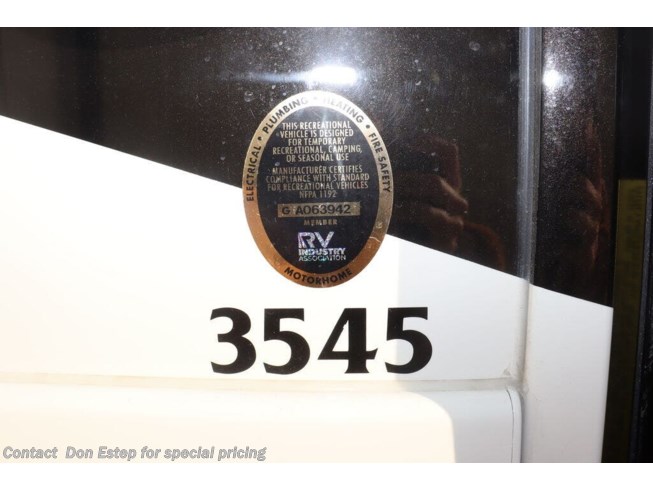 ELECTRICAL • PLUMBING • HEATING • FIRE SAFETY
THIS RECREATIONAL
VEHICLE IS DESIGNED
FOR TEMPORARY
RECREATIONAL, CAMPING,
OR SEASONAL USE
MANUFACTURER CERTIFIES
COMPLIANCE WITH STANDARD
FOR RECREATIONAL VEHICLES
NFPA 1192
G A063942
MEMBER
RV
INDUSTRY
ASSOCIATION
MOTORHOME
3545
Contact Don Estep for special pricing